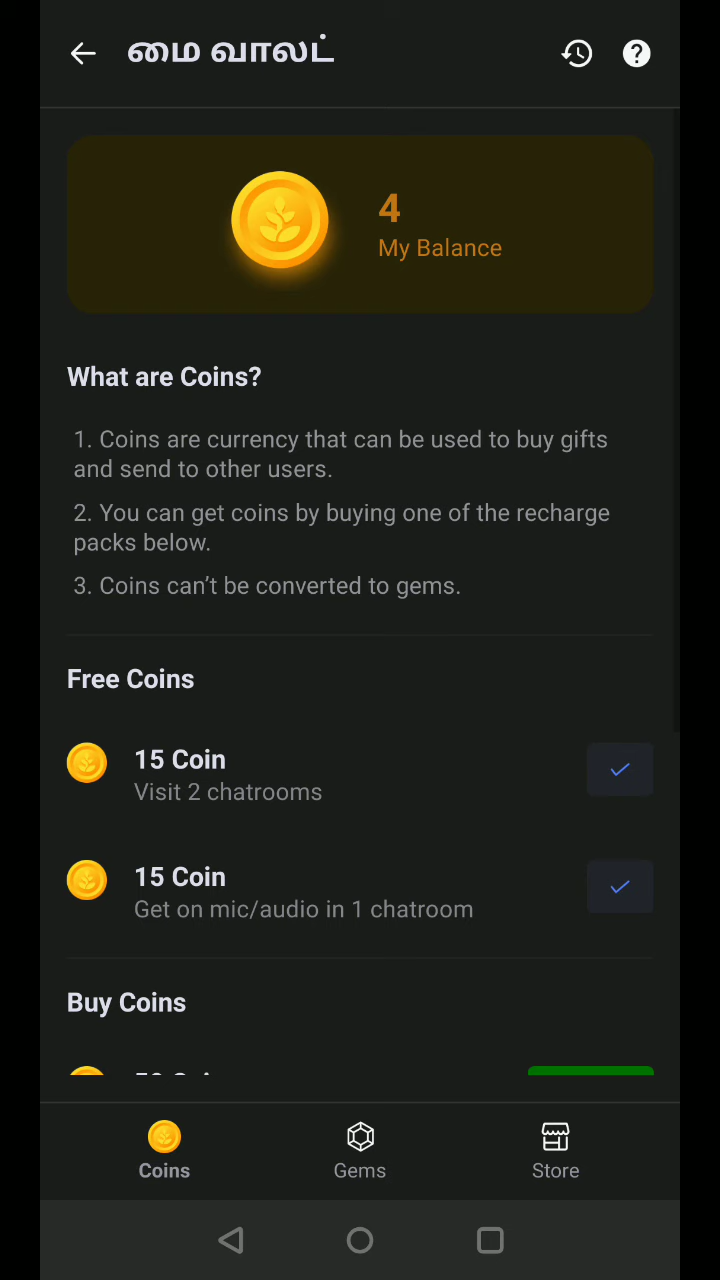 மை வாலட்
4
My Balance
What are Coins?
1. Coins are currency that can be used to buy gifts
and send to other users.
2. You can get coins by buying one of the recharge
packs below.
3. Coins can't be converted to gems.
Free Coins
15 Coin
Visit 2 chatrooms
15 Coin
Get on mic/audio in 1 chatroom
Buy Coins
Coins
Gems
Store